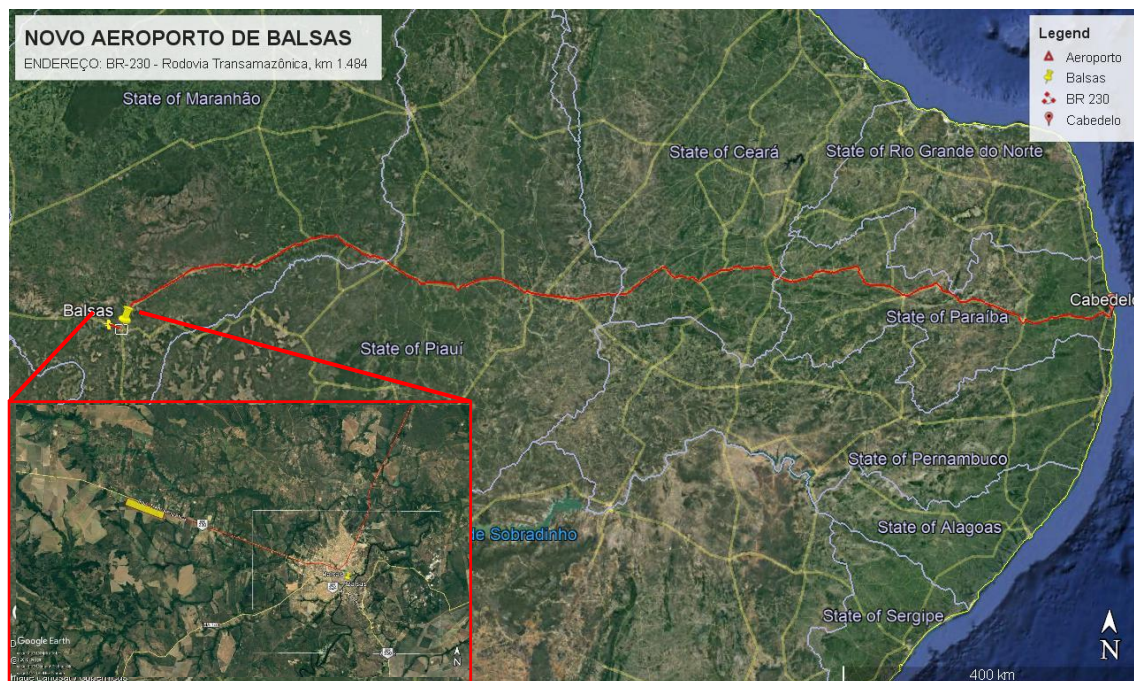 NOVO AEROPORTO DE BALSAS
ENDEREÇO: BR-230 - Rodovia Transamazônica, km 1.484
Legend
Aeroporto
Balsas
BR 230
Cabedelo
State of Maranhão
State of Ceará
State of Rio Grande do Norte
Balsas
Cabedelo
State of Paraíba
State of Piauí
State of Pernambuco
State of Alagoas
de Sobradinho
State of Sergipe
Balsas
Google Earth
N
N
400 km